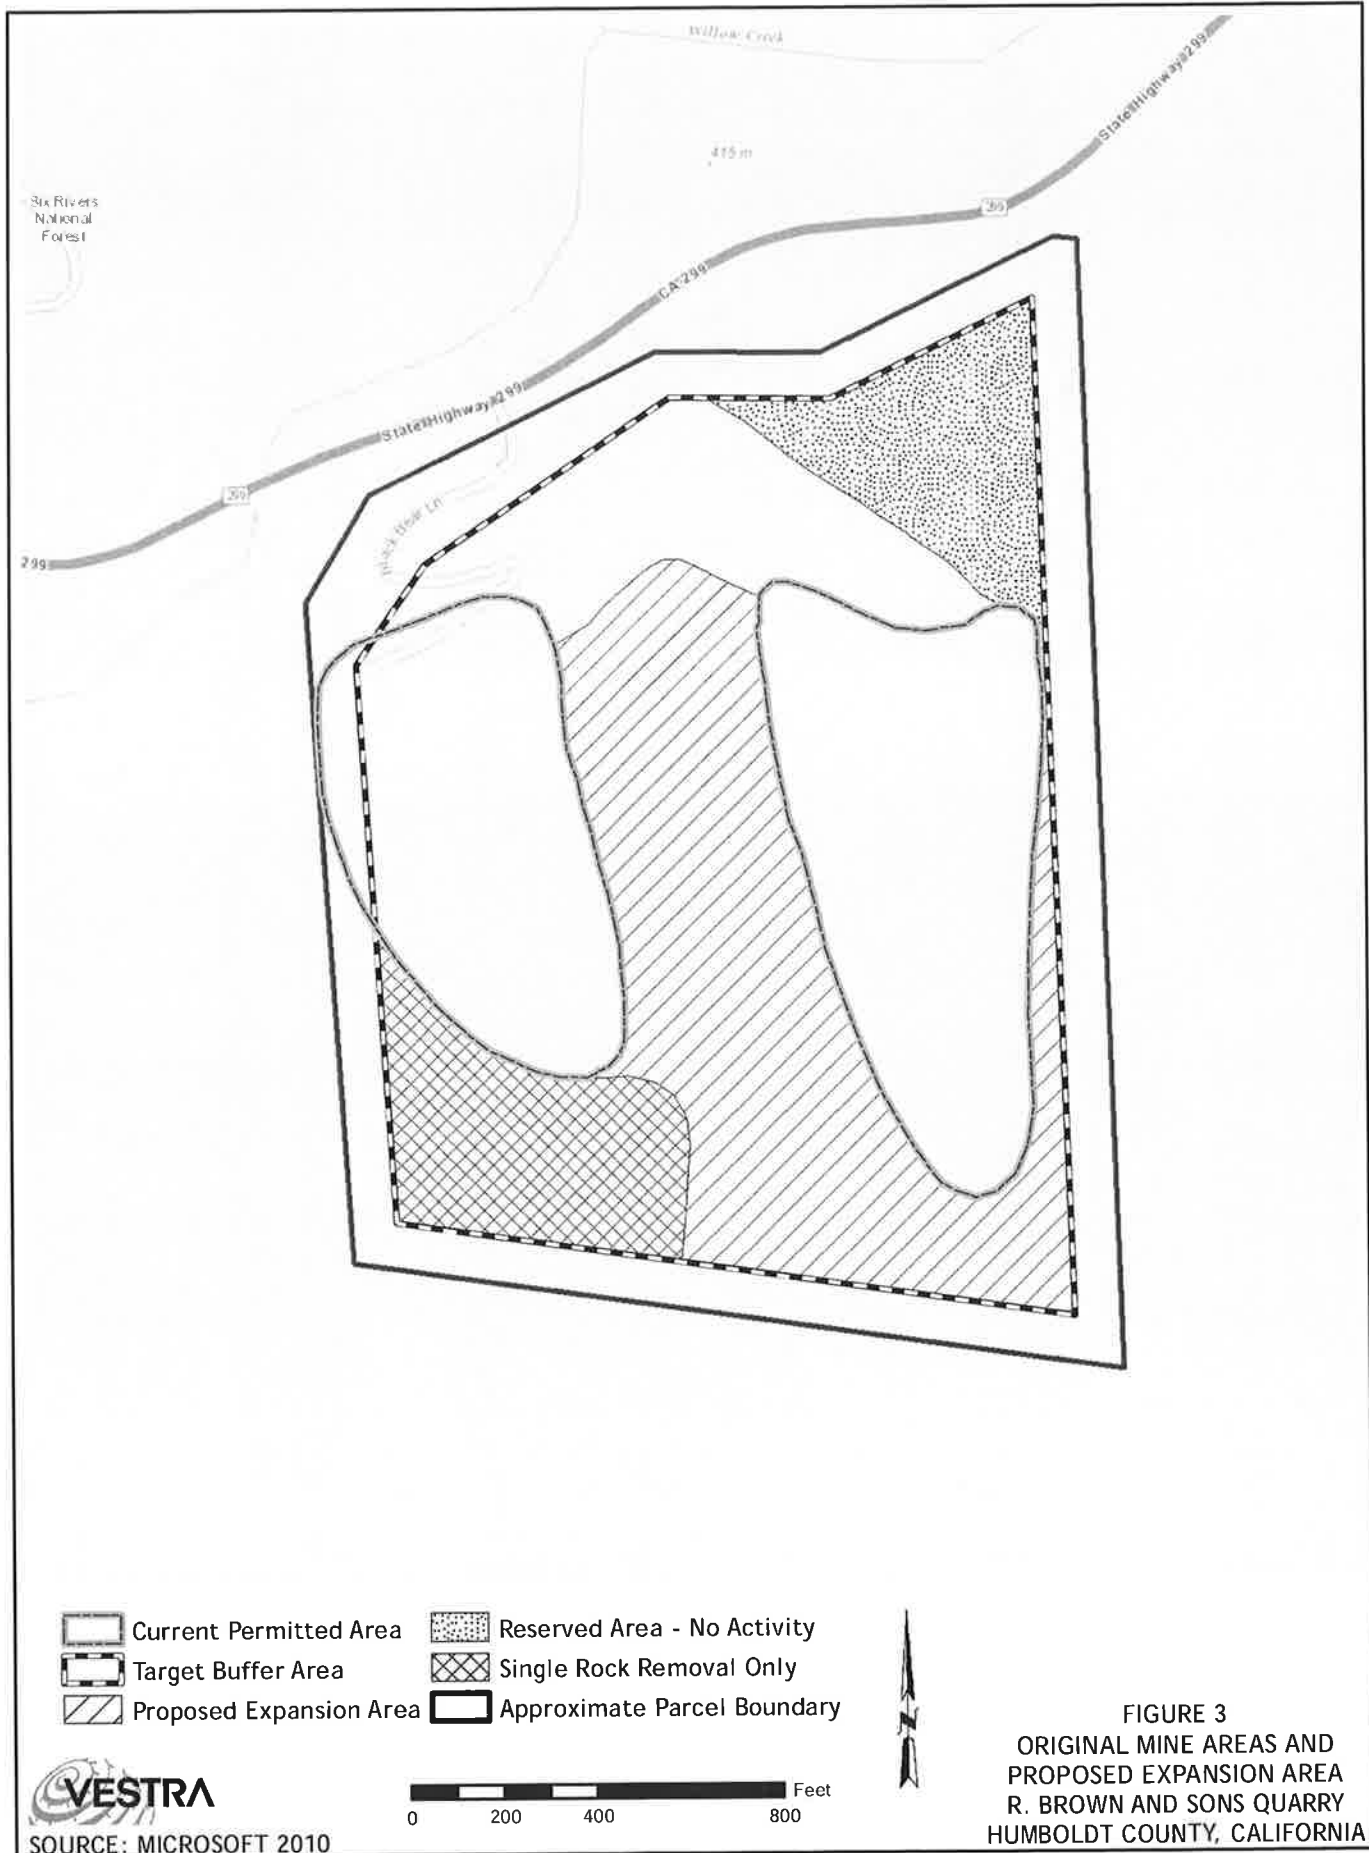 Willow Creek
State Highway 299
415 m
Six Rivers
National
Forest
299
CA-299
State Highway 299
299
Black Bear Ln
299
Current Permitted Area
Target Buffer Area
Proposed Expansion Area
Reserved Area - No Activity
Single Rock Removal Only
Approximate Parcel Boundary
N
VESTRA
SOURCE: MICROSOFT 2010
Feet
0 200 400 800
FIGURE 3
ORIGINAL MINE AREAS AND
PROPOSED EXPANSION AREA
R. BROWN AND SONS QUARRY
HUMBOLDT COUNTY, CALIFORNIA